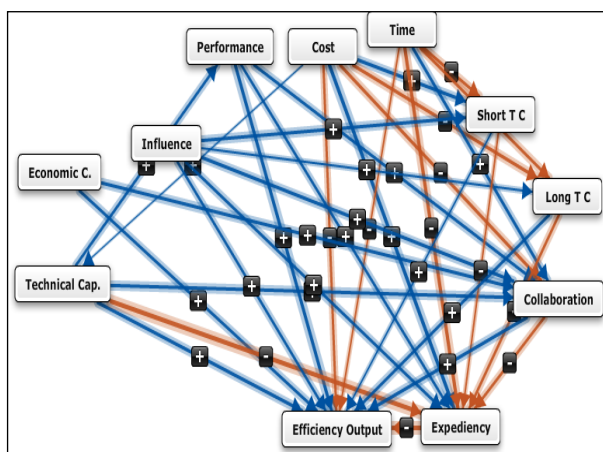 Time
Performance
Cost
Short T C
Influence
Economic C.
Long T C
Technical Cap.
Collaboration
Efficiency Output
Expediency
+
-
-
+
+
+
+
+
-
+
+
-
+
+
-
+
-
+
-
+
+
+
+
+
-
+
-
+
-
-